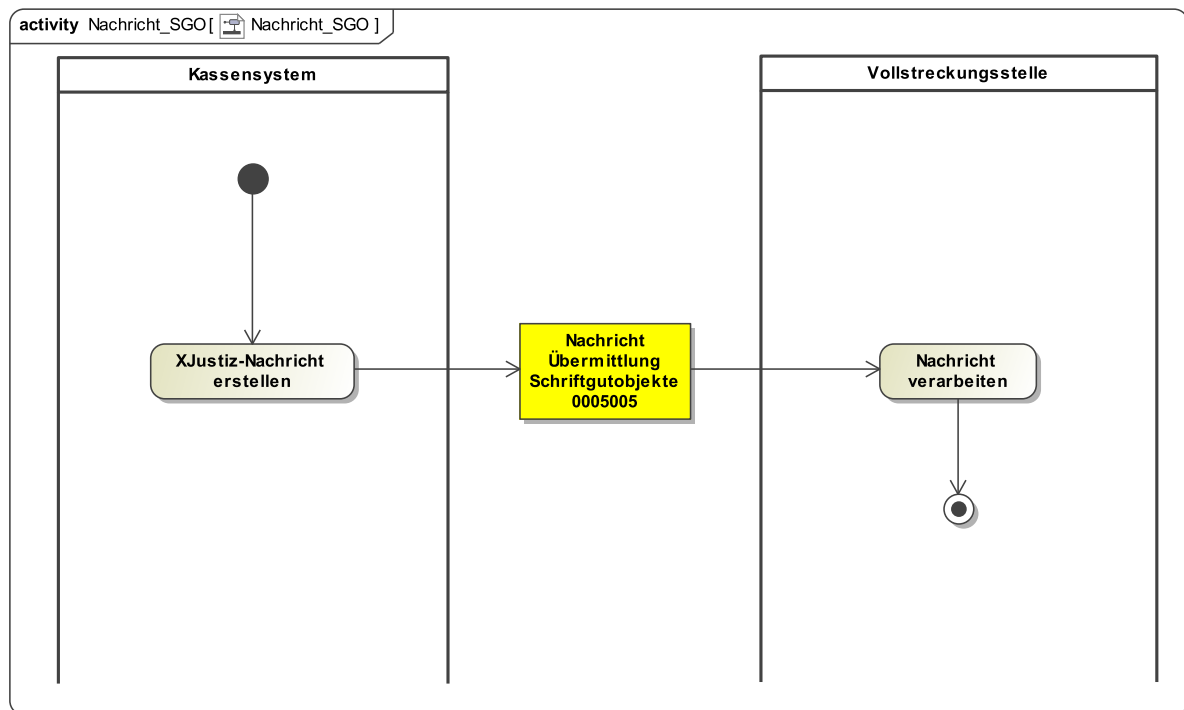 activity Nachricht_SGO[ Nachricht_SGO ]
Kassensystem
Vollstreckungsstelle
XJustiz-Nachricht
erstellen
Nachricht
Übermittlung
Schriftgutobjekte
0005005
Nachricht
verarbeiten